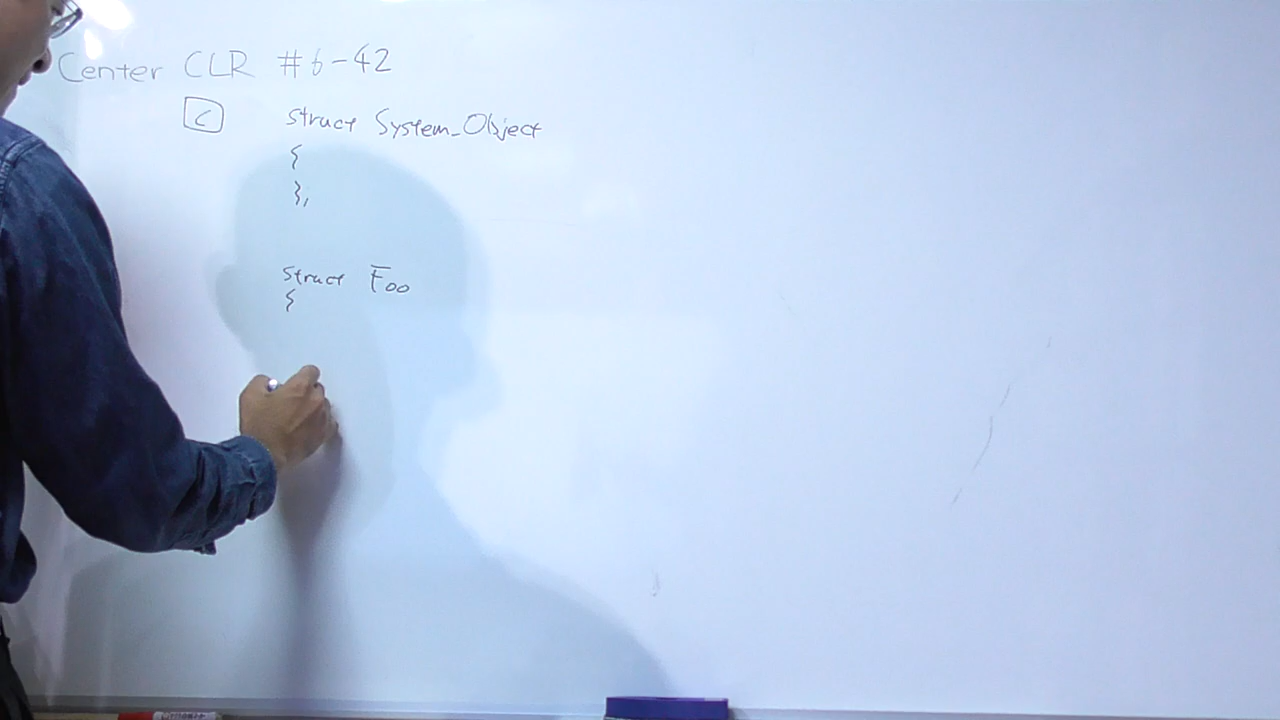 Center CLR #6-42
C struct System_Object
{
};
struct Foo
{